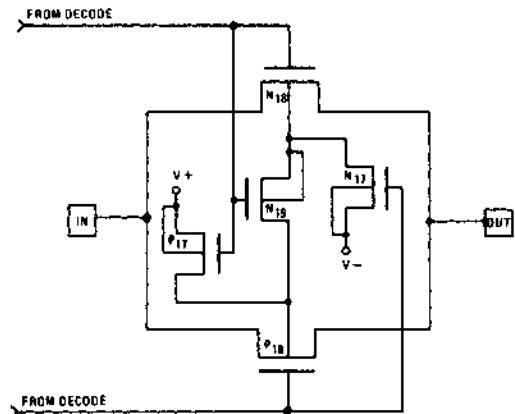 FROM DECODE
N18
V+
N17
N19
IN
P17
V-
OUT
P18
FROM DECODE